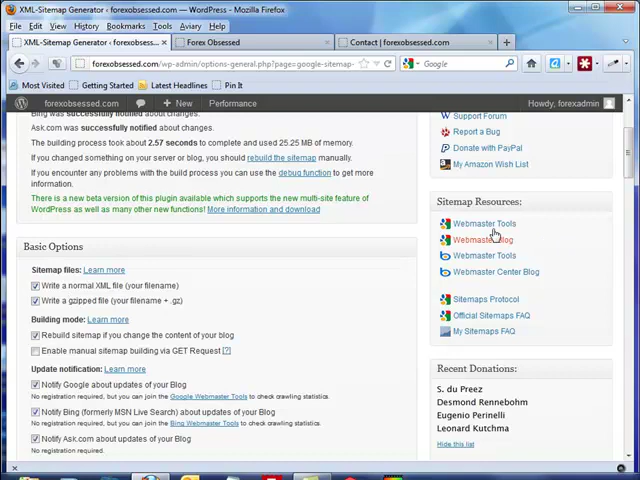 XML-Sitemap Generator ‹ forexobsessed.com — WordPress - Mozilla Firefox
File Edit View History Bookmarks Tools Aviary Help
XML-Sitemap Generator ‹ forexobsess... ×
Forex Obsessed ×
Contact | forexobsessed.com ×
forexobsessed.com/wp-admin/options-general.php?page=google-sitemap-
Google
Most Visited Getting Started Latest Headlines Pin It
forexobsessed.com + New Performance Howdy, forexadmin
Bing was successfully notified about changes.
Ask.com was successfully notified about changes.
The building process took about 2.57 seconds to complete and used 25.25 MB of memory.
If you changed something on your server or blog, you should rebuild the sitemap manually.
If you encounter any problems with the build process you can use the debug function to get more
information.
There is a new beta version of this plugin available which supports the new multi-site feature of
WordPress as well as many other new functions! More information and download
Basic Options
Sitemap files: Learn more
Write a normal XML file (your filename)
Write a gzipped file (your filename + .gz)
Building mode: Learn more
Rebuild sitemap if you change the content of your blog
Enable manual sitemap building via GET Request [?]
Update notification: Learn more
Notify Google about updates of your Blog
No registration required, but you can join the Google Webmaster Tools to check crawling statistics.
Notify Bing (formerly MSN Live Search) about updates of your Blog
No registration required, but you can join the Bing Webmaster Tools to check crawling statistics.
Notify Ask.com about updates of your Blog
No registration required.
Support Forum
Report a Bug
Donate with PayPal
My Amazon Wish List
Sitemap Resources:
Webmaster Tools
Webmaster Blog
Webmaster Tools
Webmaster Center Blog
Sitemaps Protocol
Official Sitemaps FAQ
My Sitemaps FAQ
Recent Donations:
S. du Preez
Desmond Rennebohm
Eugenio Perinelli
Leonard Kutchma
Hide this list